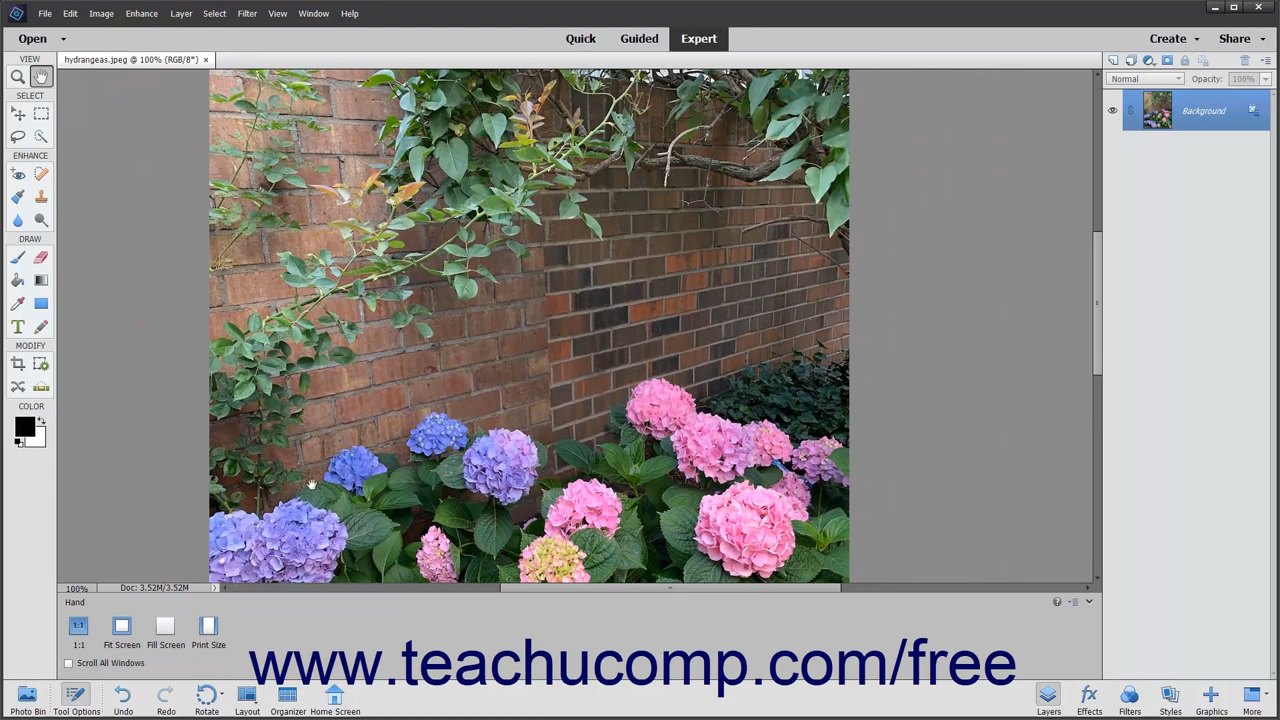 File Edit Image Enhance Layer Select Filter View Window Help
Open Quick Guided Expert Create Share
VIEW
hydrangeas.jpeg @ 100% (RGB/8*) ×
Normal Opacity: 100%
SELECT
Background
ENHANCE
DRAW
T
MODIFY
COLOR
100% Doc: 3.52M/3.52M
Hand
1:1
1:1 Fit Screen Fill Screen Print Size
Scroll All Windows
www.teachucomp.com/free
fx
Photo Bin Tool Options Undo Redo Rotate Layout Organizer Home Screen Layers Effects Filters Styles Graphics More